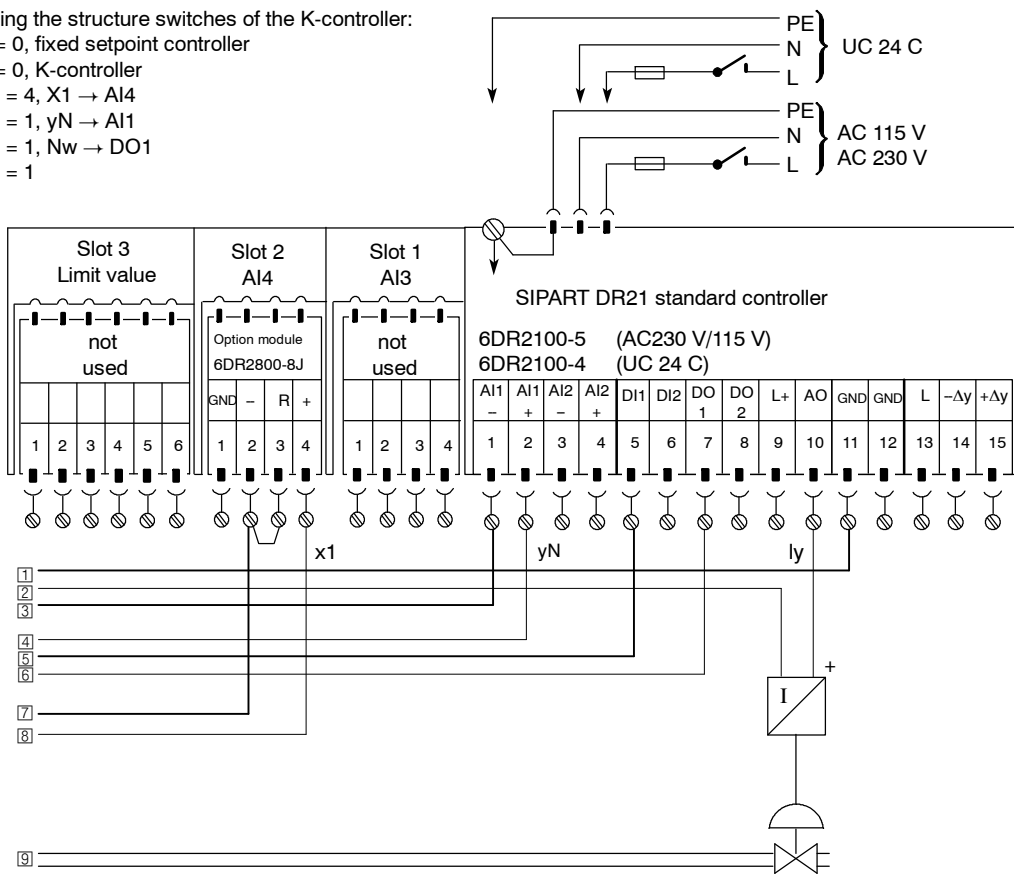 ing the structure switches of the K-controller:
= 0, fixed setpoint controller
= 0, K-controller
= 4, X1 → AI4
= 1, yN → AI1
= 1, Nw → DO1
= 1
PE
N
L
UC 24 C
PE
N
L
AC 115 V
AC 230 V
Slot 3
Limit value
not
used
1 2 3 4 5 6
Slot 2
AI4
Option module
6DR2800-8J
GND – R +
1 2 3 4
Slot 1
AI3
not
used
1 2 3 4
SIPART DR21 standard controller
6DR2100-5 (AC230 V/115 V)
6DR2100-4 (UC 24 C)
AI1 – AI1 + AI2 – AI2 + DI1 DI2 DO 1 DO 2 L+ AO GND GND L –Δy +Δy
1 2 3 4 5 6 7 8 9 10 11 12 13 14 15
x1
yN
Iy
1
2
3
4
5
6
7
8
9
+
I